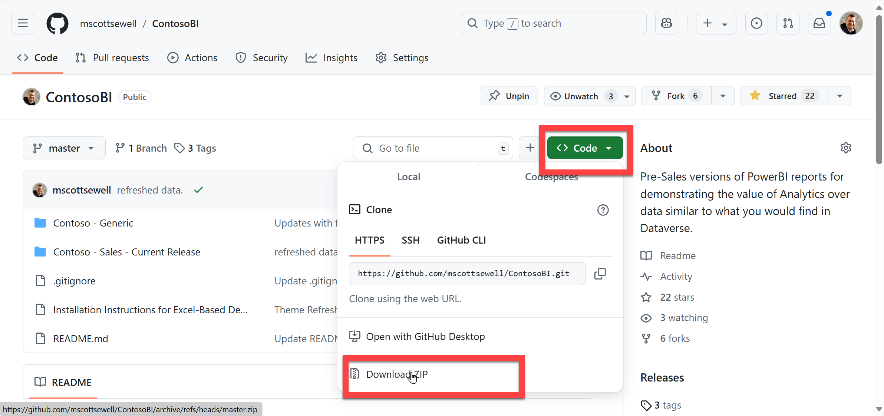 mscottsewell / ContosoBI
Type / to search
Code Pull requests Actions Security Insights Settings
ContosoBI Public
Unpin Unwatch 3 Fork 6 Starred 22
master 1 Branch 3 Tags
Go to file t
Code
About
mscottsewell refreshed data.
Contoso - Generic Updates with
Contoso - Sales - Current Release refreshed data
.gitignore Update .gitign
Installation Instructions for Excel-Based De... Theme Refres
README.md Update READM
README
Local Codespaces
Clone
HTTPS SSH GitHub CLI
https://github.com/mscottsewell/ContosoBI.git
Clone using the web URL.
Open with GitHub Desktop
Download ZIP
Pre-Sales versions of PowerBI reports for
demonstrating the value of Analytics over
data similar to what you would find in
Dataverse.
Readme
Activity
22 stars
3 watching
6 forks
Releases
3 tags
https://github.com/mscottsewell/ContosoBI/archive/refs/heads/master.zip